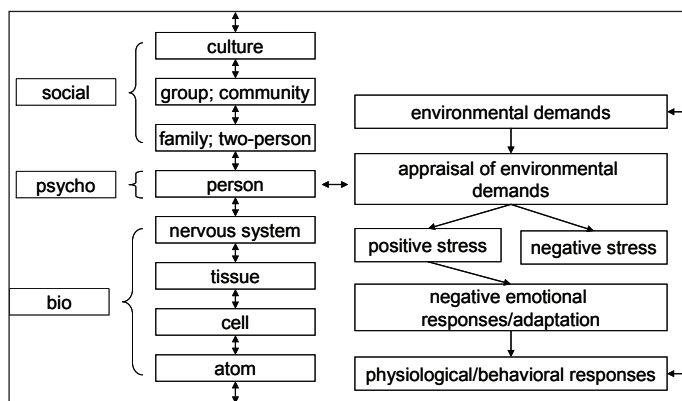 culture
social
group; community
family; two-person
psycho
person
nervous system
tissue
bio
cell
atom
environmental demands
appraisal of environmental
demands
positive stress
negative stress
negative emotional
responses/adaptation
physiological/behavioral responses